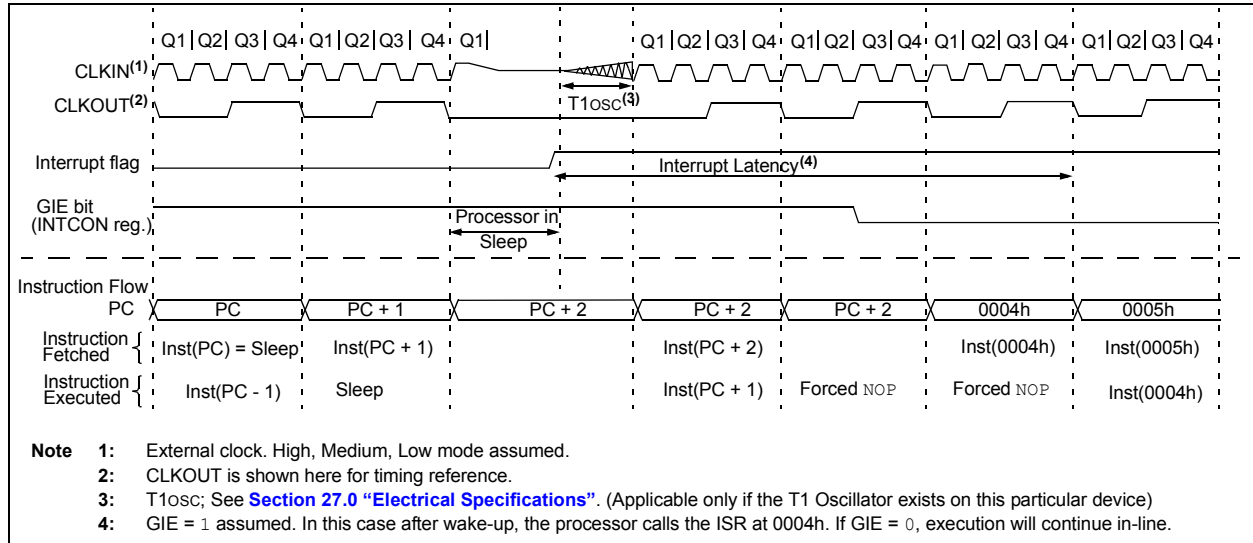 Q1| Q2| Q3| Q4 Q1| Q2| Q3| Q4 Q1| Q1| Q2| Q3| Q4 Q1| Q2| Q3| Q4 Q1| Q2| Q3| Q4 Q1| Q2| Q3| Q4
CLKIN(1)
CLKOUT(2)
T1OSC(3)
Interrupt flag
Interrupt Latency(4)
GIE bit
(INTCON reg.)
Processor in
Sleep
Instruction Flow
PC PC PC + 1 PC + 2 PC + 2 PC + 2 0004h 0005h
Instruction
Fetched { Inst(PC) = Sleep Inst(PC + 1) Inst(PC + 2) Inst(0004h) Inst(0005h)
Instruction
Executed { Inst(PC - 1) Sleep Inst(PC + 1) Forced NOP Forced NOP Inst(0004h)
Note 1: External clock. High, Medium, Low mode assumed.
2: CLKOUT is shown here for timing reference.
3: T1OSC; See Section 27.0 “Electrical Specifications”. (Applicable only if the T1 Oscillator exists on this particular device)
4: GIE = 1 assumed. In this case after wake-up, the processor calls the ISR at 0004h. If GIE = 0, execution will continue in-line.